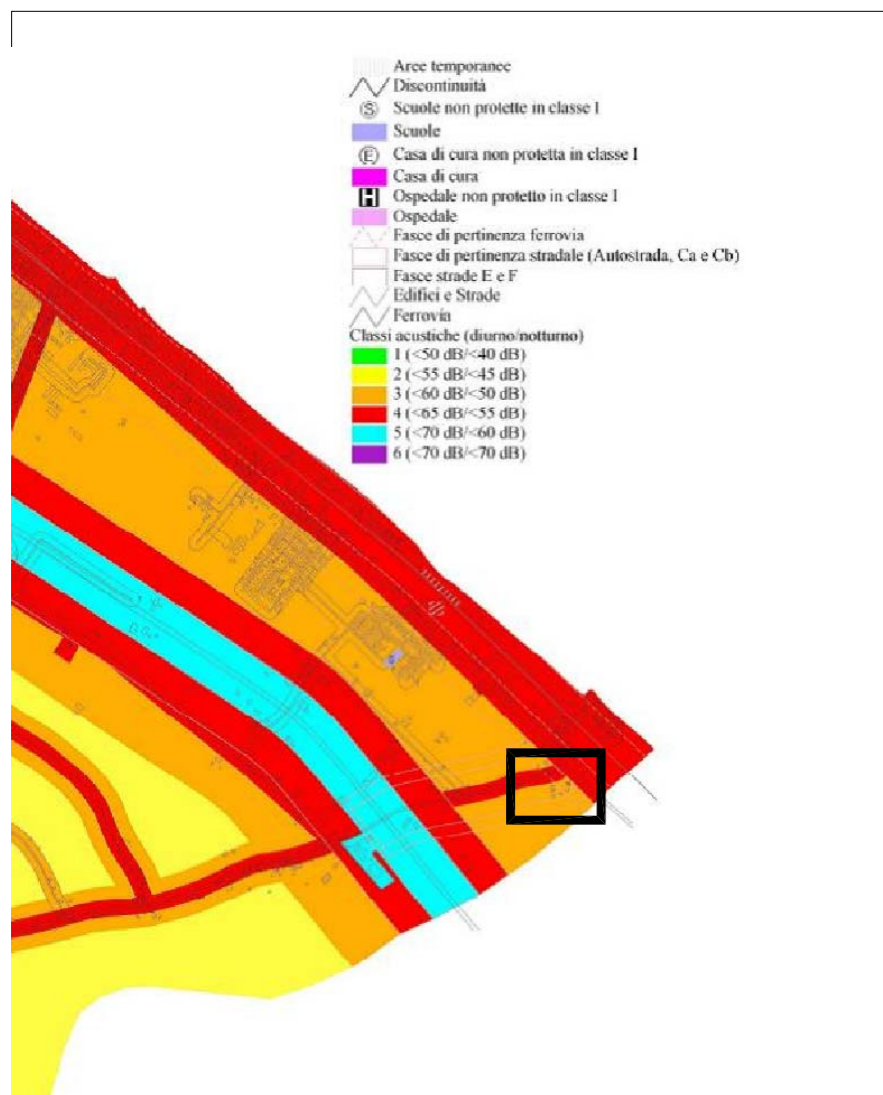 Aree temporanee
Discontinuità
S Scuole non protette in classe I
Scuole
E Casa di cura non protetta in classe I
Casa di cura
H Ospedale non protetto in classe I
Ospedale
Fasce di pertinenza ferrovia
Fasce di pertinenza stradale (Autostrada, Ca e Cb)
Fasce strade E e F
Edifici e Strade
Ferrovia
Classi acustiche (diurno/notturno)
1 (<50 dB/<40 dB)
2 (<55 dB/<45 dB)
3 (<60 dB/<50 dB)
4 (<65 dB/<55 dB)
5 (<70 dB/<60 dB)
6 (<70 dB/<70 dB)